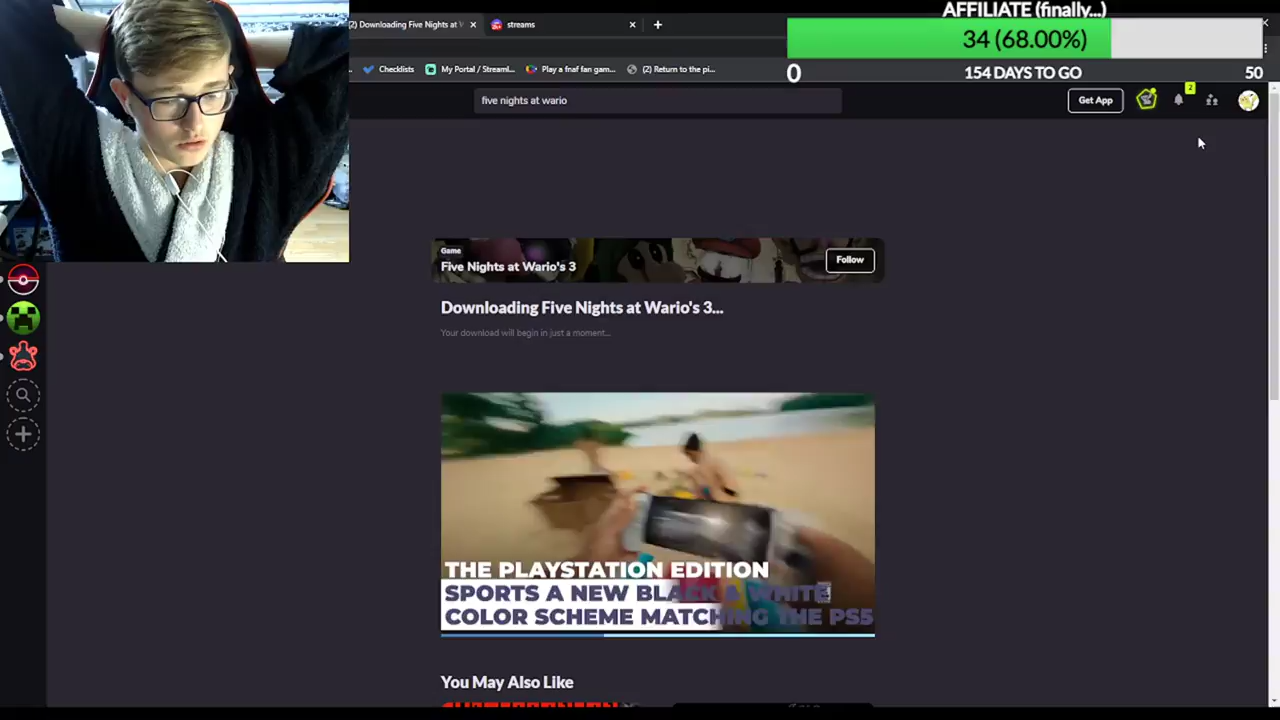 AFFILIATE (finally...)
34 (68.00%)
0 154 DAYS TO GO 50
(2) Downloading Five Nights at streams
Checklists My Portal / Streaml... Play a fnaf fan gam... (2) Return to the pi...
five nights at wario
Get App
2
Game
Five Nights at Wario's 3
Follow
Downloading Five Nights at Wario's 3...
Your download will begin in just a moment...
THE PLAYSTATION EDITION
SPORTS A NEW BLACK & WHITE
COLOR SCHEME MATCHING THE PS5
You May Also Like